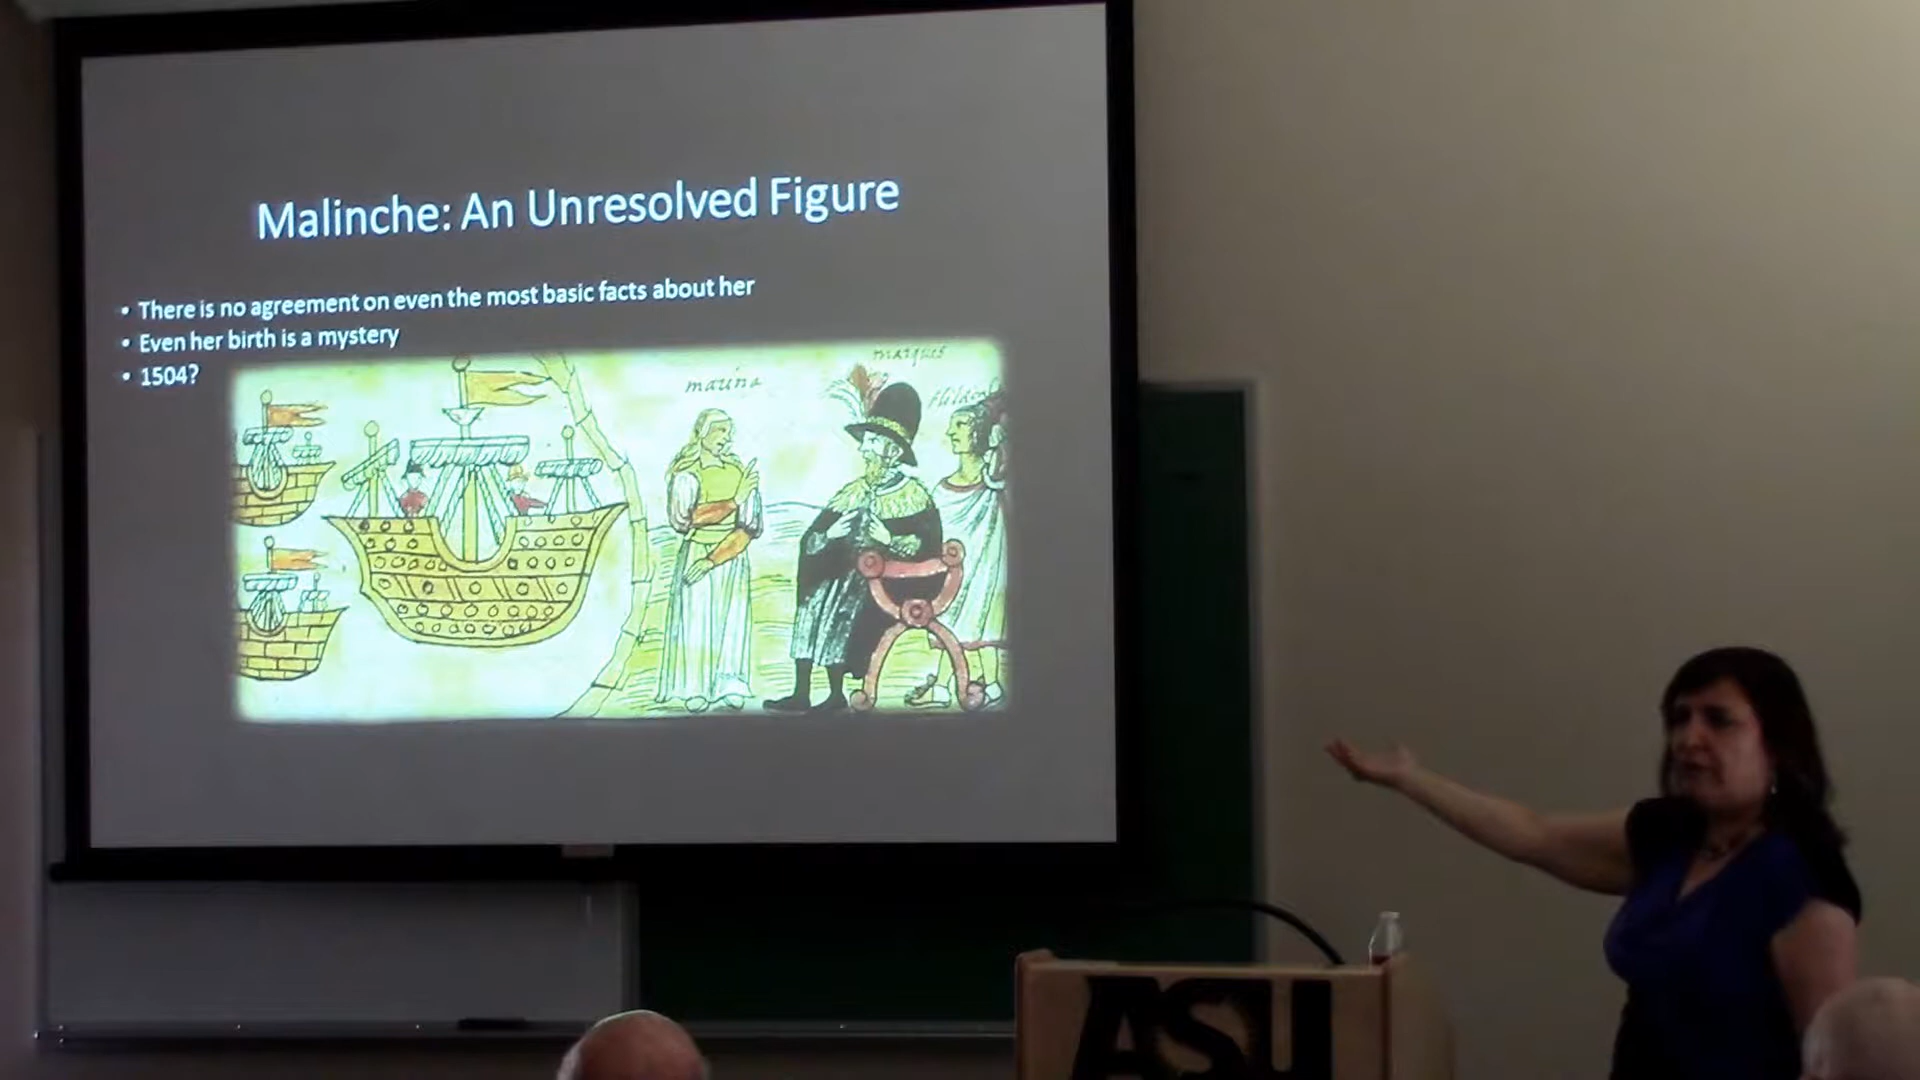 Malinche: An Unresolved Figure
• There is no agreement on even the most basic facts about her
• Even her birth is a mystery
• 1504?
marques
marina
ASU